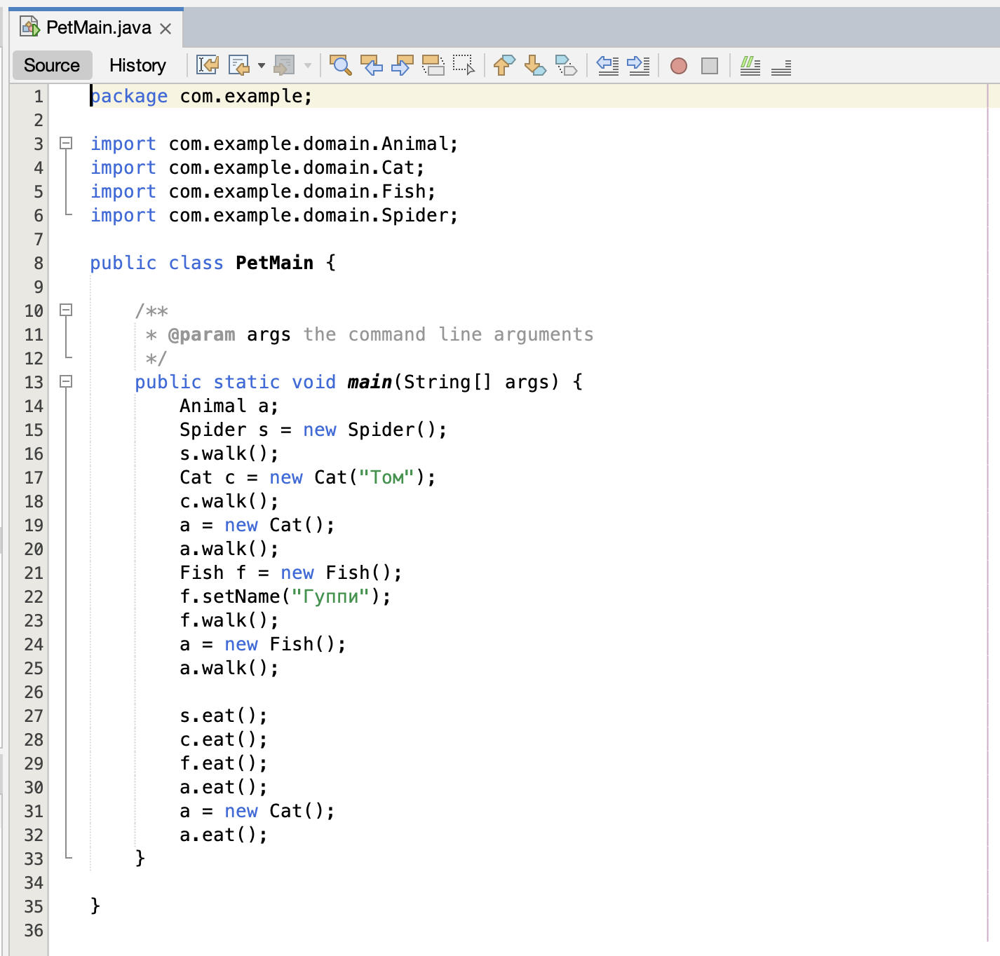 PetMain.java
Source History
1 package com.example;
2
3 import com.example.domain.Animal;
4 import com.example.domain.Cat;
5 import com.example.domain.Fish;
6 import com.example.domain.Spider;
7
8 public class PetMain {
9
10 /**
11 * @param args the command line arguments
12 */
13 public static void main(String[] args) {
14 Animal a;
15 Spider s = new Spider();
16 s.walk();
17 Cat c = new Cat("Том");
18 c.walk();
19 a = new Cat();
20 a.walk();
21 Fish f = new Fish();
22 f.setName("Гуппи");
23 f.walk();
24 a = new Fish();
25 a.walk();
26
27 s.eat();
28 c.eat();
29 f.eat();
30 a.eat();
31 a = new Cat();
32 a.eat();
33 }
34
35 }
36